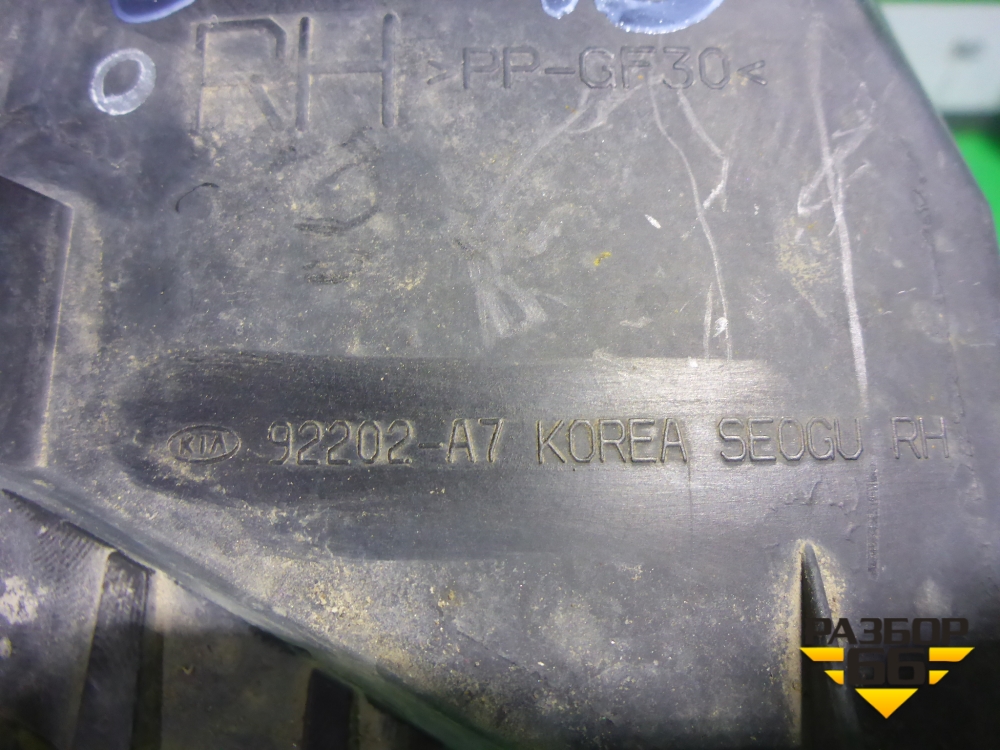 RH >PP-GF30<
KIA 92202-A7 KOREA SEOGU RH
РАЗБОР
66